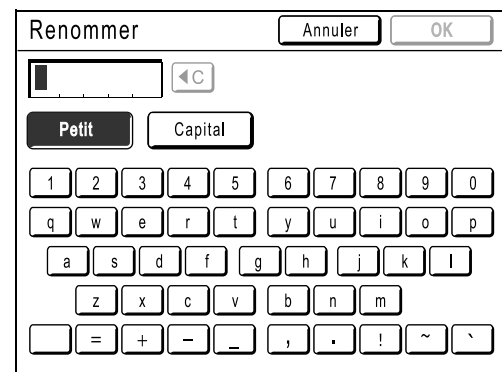 Renommer Annuler OK
C
Petit Capital
1 2 3 4 5 6 7 8 9 0
q w e r t y u i o p
a s d f g h j k l
z x c v b n m
= + − _ , . ! ~ `